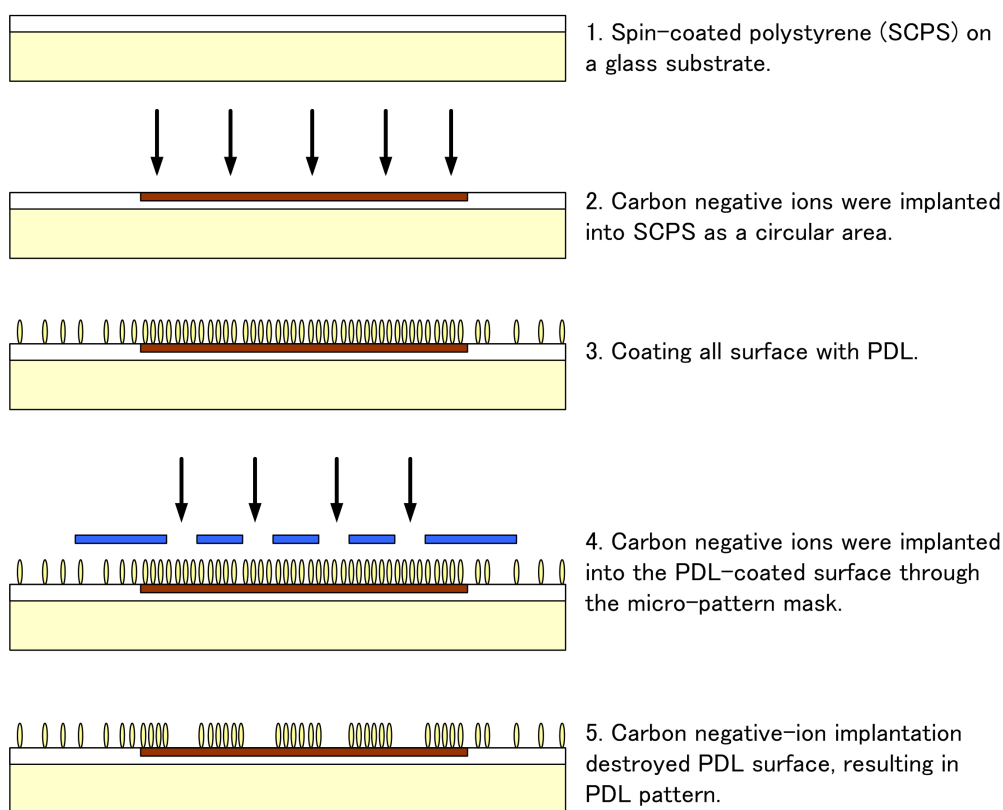 1. Spin-coated polystyrene (SCPS) on
a glass substrate.
2. Carbon negative ions were implanted
into SCPS as a circular area.
3. Coating all surface with PDL.
4. Carbon negative ions were implanted
into the PDL-coated surface through
the micro-pattern mask.
5. Carbon negative-ion implantation
destroyed PDL surface, resulting in
PDL pattern.